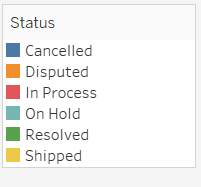 Status
Cancelled
Disputed
In Process
On Hold
Resolved
Shipped